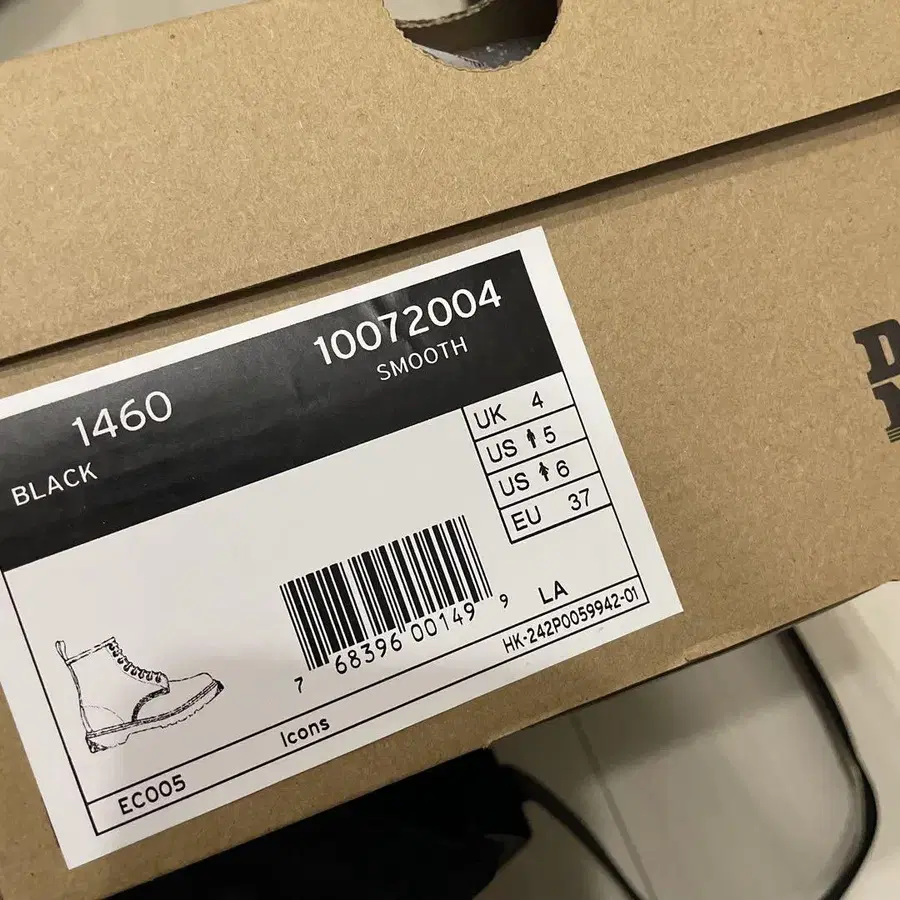 10072004
SMOOTH
1460
BLACK
UK 4
US 5
US 6
EU 37
7 68396 00149 9
LA
HK-242P0059942-01
EC005 Icons
D